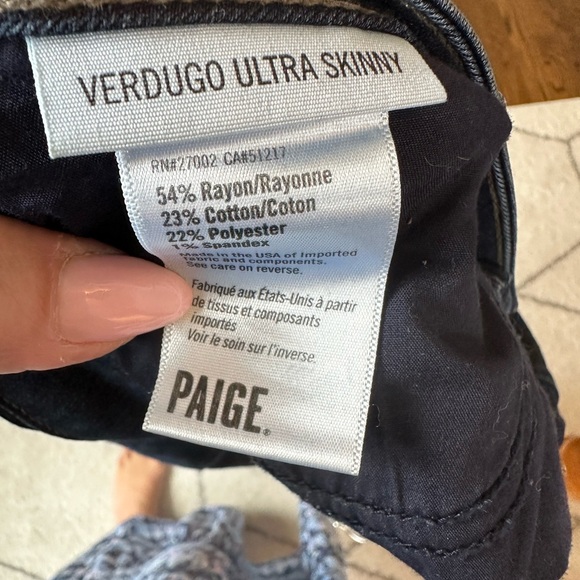 VERDUGO ULTRA SKINNY
RN#27002 CA#51217
54% Rayon/Rayonne
23% Cotton/Coton
22% Polyester
1% Spandex
Made in the USA of Imported
fabric and components.
See care on reverse.
Fabriqué aux États-Unis à partir
de tissus et composants
importés
Voir le soin sur l'inverse.
PAIGE®